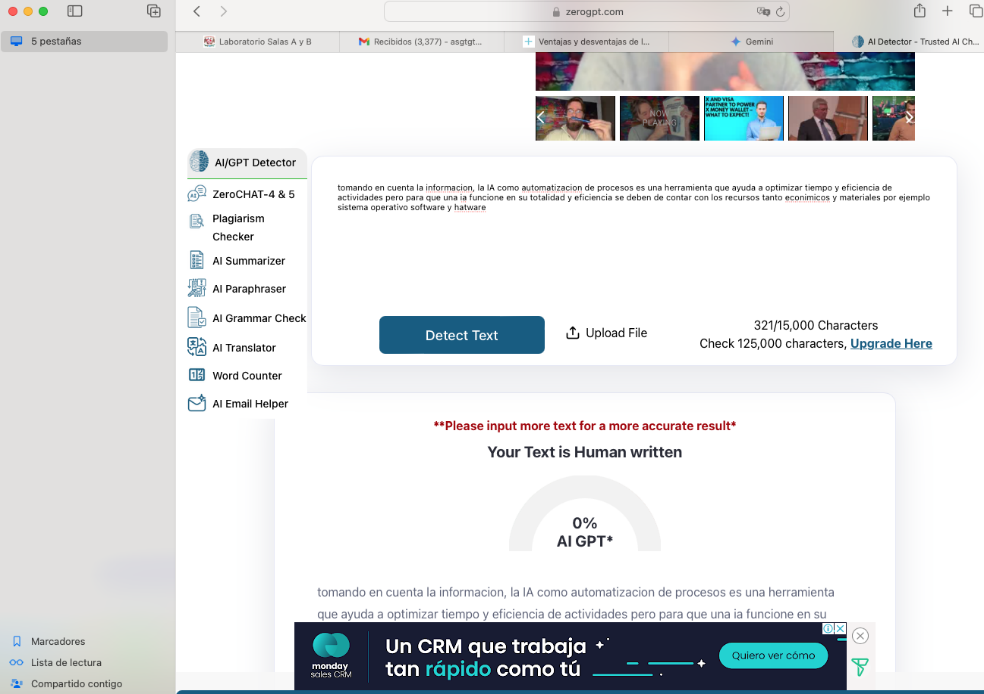 5 pestañas
zerogpt.com
Laboratorio Salas A y B
Recibidos (3,377) - asgtgt...
Ventajas y desventajas de l...
Gemini
AI Detector - Trusted AI Ch...
NOW PLAYING
X AND VISA
PARTNER TO POWER
X MONEY WALLET -
WHAT TO EXPECT!
AI/GPT Detector
ZeroCHAT-4 & 5
Plagiarism
Checker
AI Summarizer
AI Paraphraser
AI Grammar Check
AI Translator
Word Counter
AI Email Helper
tomando en cuenta la informacion, la IA como automatizacion de procesos es una herramienta que ayuda a optimizar tiempo y eficiencia de
actividades pero para que una ia funcione en su totalidad y eficiencia se deben de contar con los recursos tanto econimicos y materiales por ejemplo
sistema operativo software y hatware
Detect Text
Upload File
321/15,000 Characters
Check 125,000 characters, Upgrade Here
**Please input more text for a more accurate result*
Your Text is Human written
0%
AI GPT*
tomando en cuenta la informacion, la IA como automatizacion de procesos es una herramienta
que ayuda a optimizar tiempo y eficiencia de actividades pero para que una ia funcione en su
monday
sales CRM
Un CRM que trabaja
tan rápido como tú
Quiero ver cómo
Marcadores
Lista de lectura
Compartido contigo